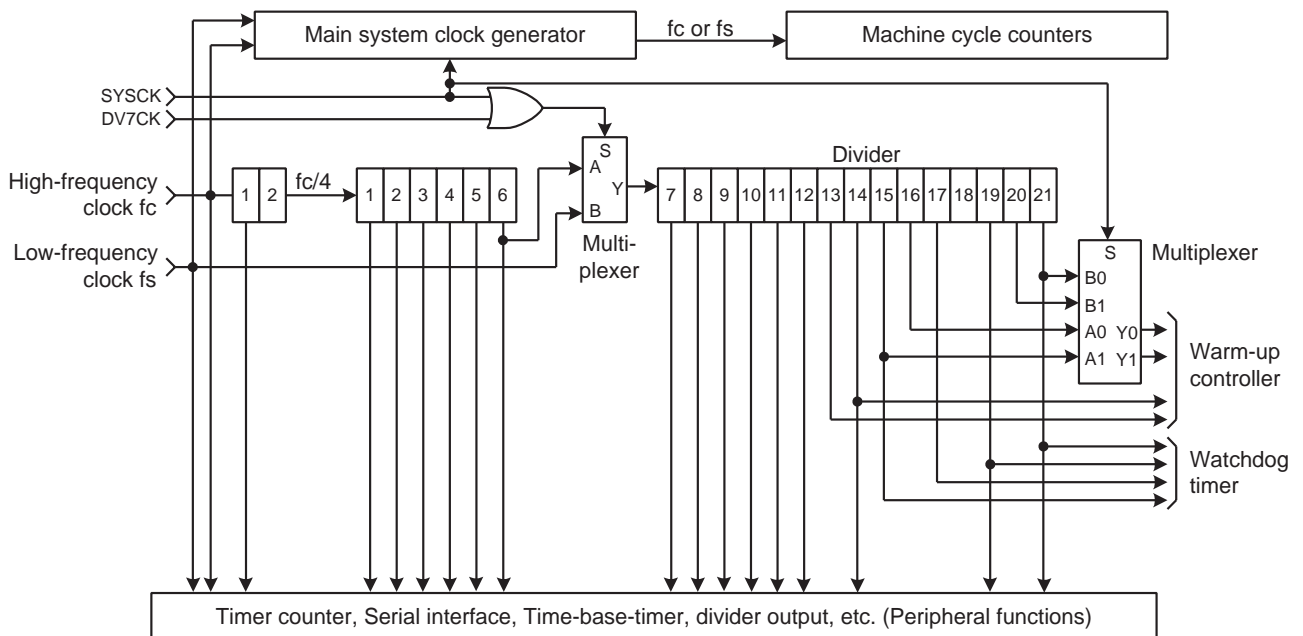 Main system clock generator
fc or fs
Machine cycle counters
SYSCK
DV7CK
High-frequency
clock fc
1 2
fc/4
1 2 3 4 5 6
S
A
Y
B
Multi-
plexer
Divider
7 8 9 10 11 12 13 14 15 16 17 18 19 20 21
Low-frequency
clock fs
S
Multiplexer
B0
B1
A0 Y0
A1 Y1
Warm-up
controller
Watchdog
timer
Timer counter, Serial interface, Time-base-timer, divider output, etc. (Peripheral functions)